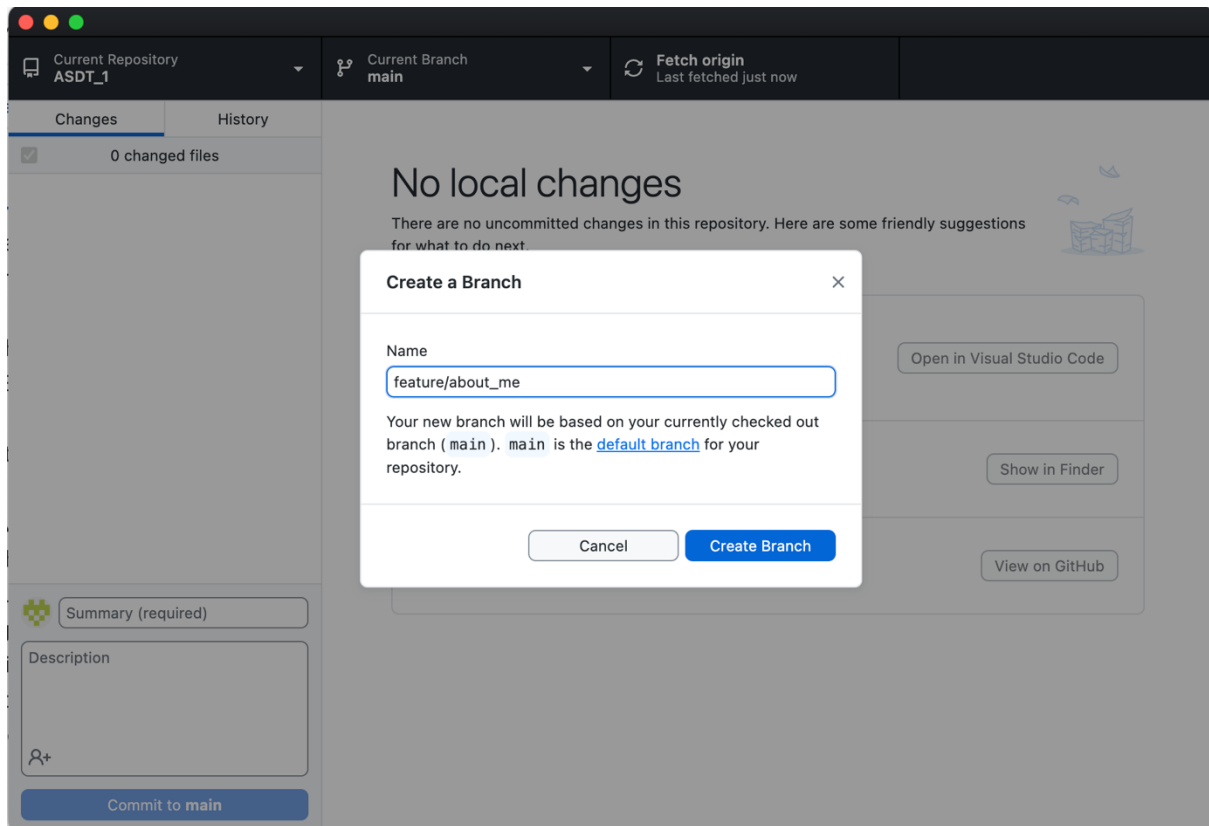 Current Repository
ASDT_1
Current Branch
main
Fetch origin
Last fetched just now
Changes
History
0 changed files
No local changes
There are no uncommitted changes in this repository. Here are some friendly suggestions
for what to do next.
Create a Branch
Name
feature/about_me
Your new branch will be based on your currently checked out
branch ( main ). main is the default branch for your
repository.
Cancel
Create Branch
Open in Visual Studio Code
Show in Finder
View on GitHub
Summary (required)
Description
Commit to main